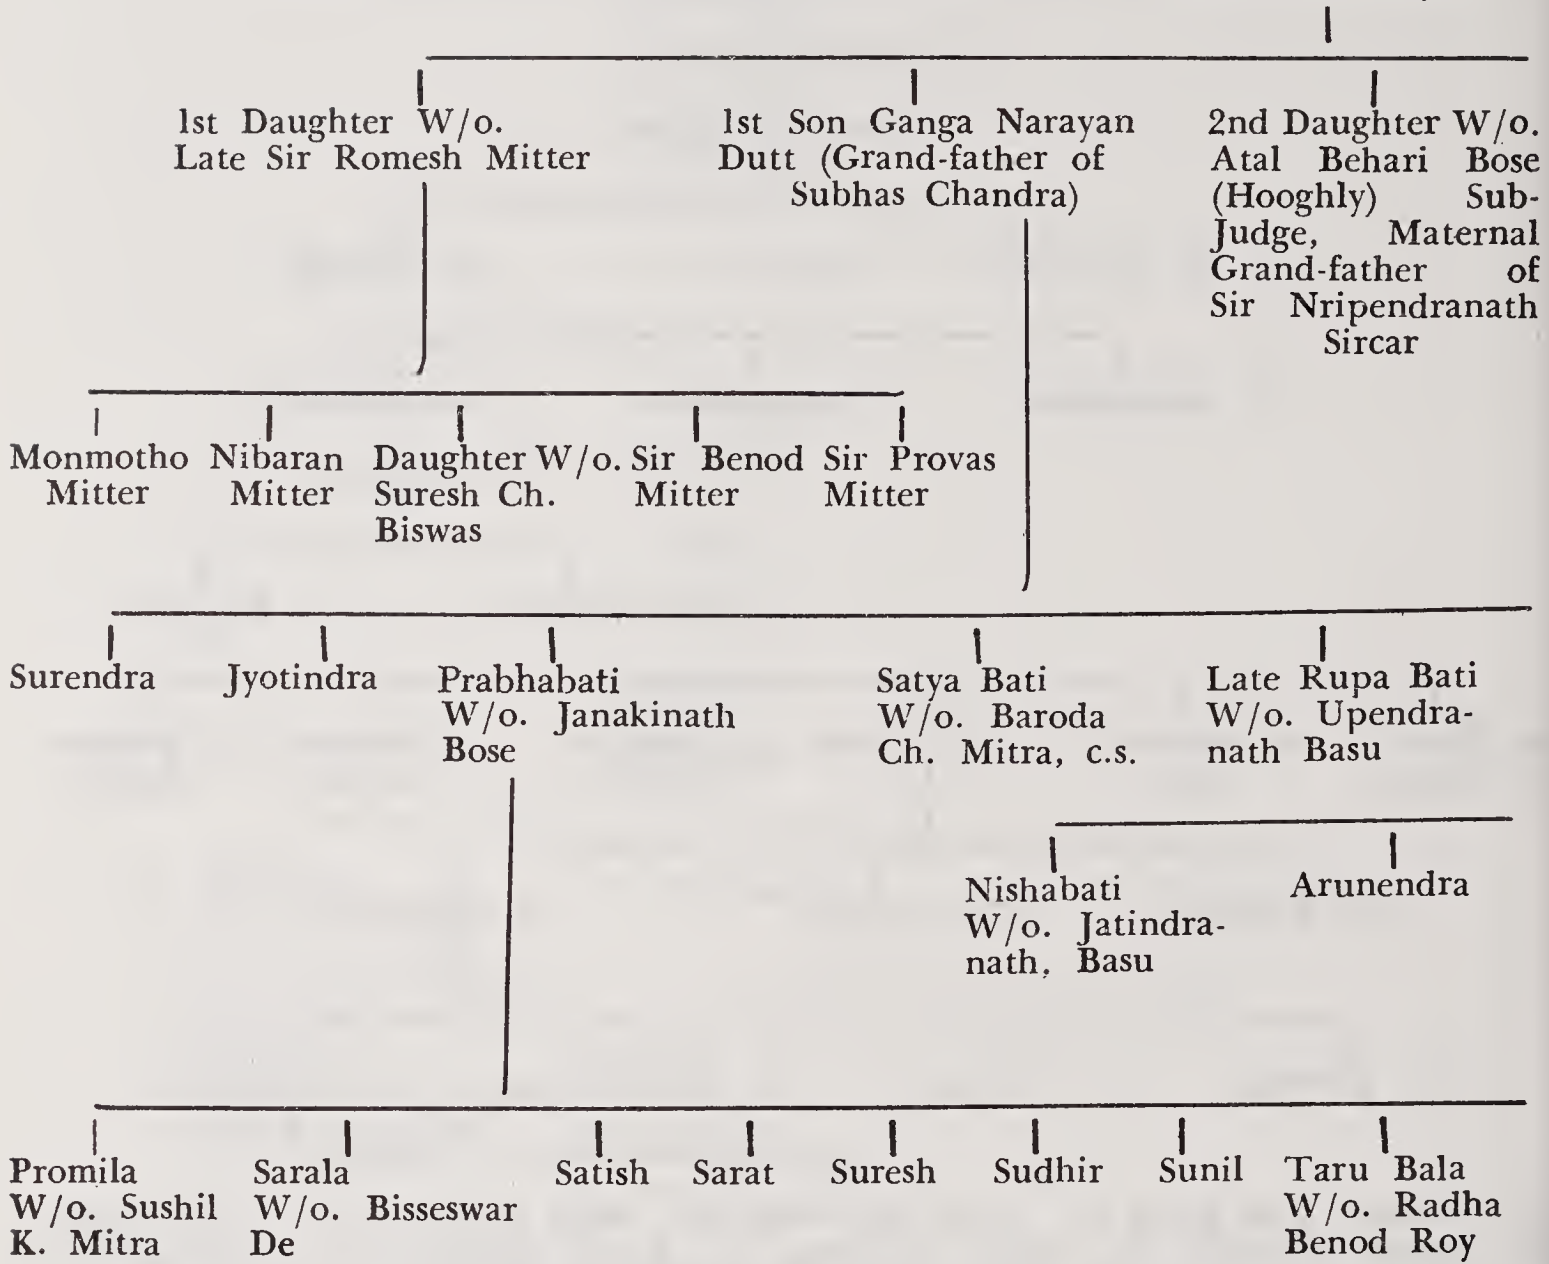 1st Daughter W/o.
Late Sir Romesh Mitter
1st Son Ganga Narayan
Dutt (Grand-father of
Subhas Chandra)
2nd Daughter W/o.
Atal Behari Bose
(Hooghly) Sub-
Judge, Maternal
Grand-father of
Sir Nripendranath
Sircar
Monmotho
Mitter
Nibaran
Mitter
Daughter W/o.
Suresh Ch.
Biswas
Sir Benod
Mitter
Sir Provas
Mitter
Surendra
Jyotindra
Prabhabati
W/o. Janakinath
Bose
Satya Bati
W/o. Baroda
Ch. Mitra, c.s.
Late Rupa Bati
W/o. Upendra-
nath Basu
Nishabati
W/o. Jatindra-
nath, Basu
Arunendra
Promila
W/o. Sushil
K. Mitra
Sarala
W/o. Bisseswar
De
Satish
Sarat
Suresh
Sudhir
Sunil
Taru Bala
W/o. Radha
Benod Roy